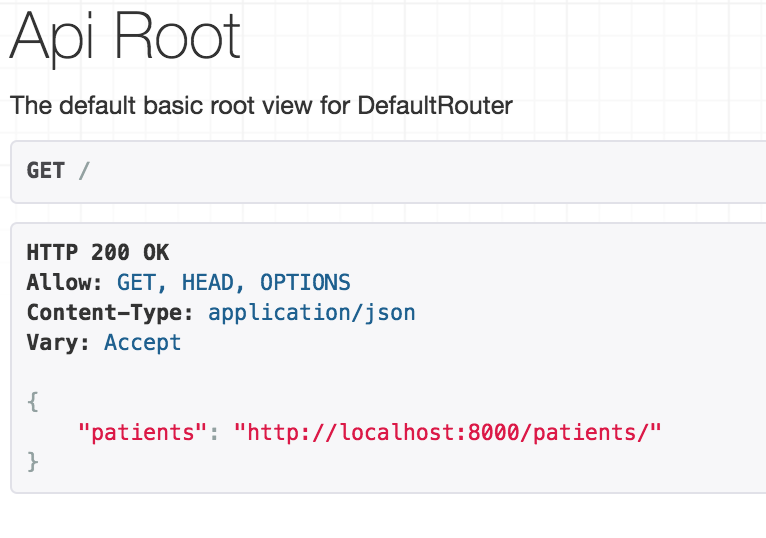 Api Root
The default basic root view for DefaultRouter
GET /
HTTP 200 OK
Allow: GET, HEAD, OPTIONS
Content-Type: application/json
Vary: Accept
{
"patients": "http://localhost:8000/patients/"
}